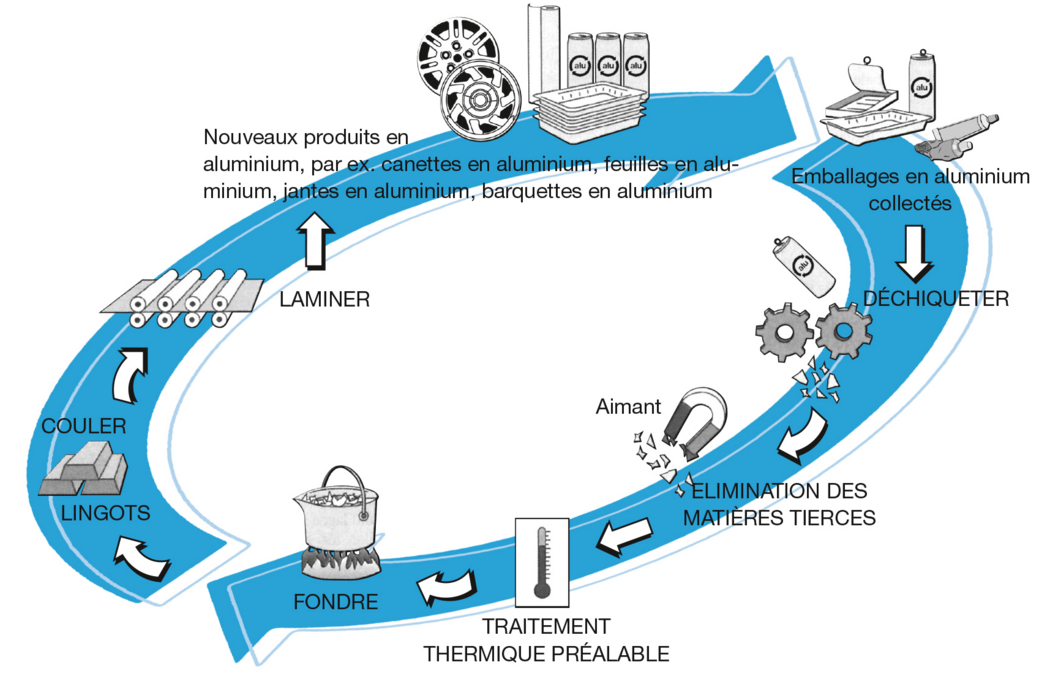 Nouveaux produits en
aluminium, par ex. canettes en aluminium, feuilles en alu-
minium, jantes en aluminium, barquettes en aluminium
alu
alu
alu
alu
Emballages en aluminium
collectés
alu
DÉCHIQUETER
Aimant
ELIMINATION DES
MATIÈRES TIERCES
TRAITEMENT
THERMIQUE PRÉALABLE
FONDRE
LINGOTS
COULER
LAMINER